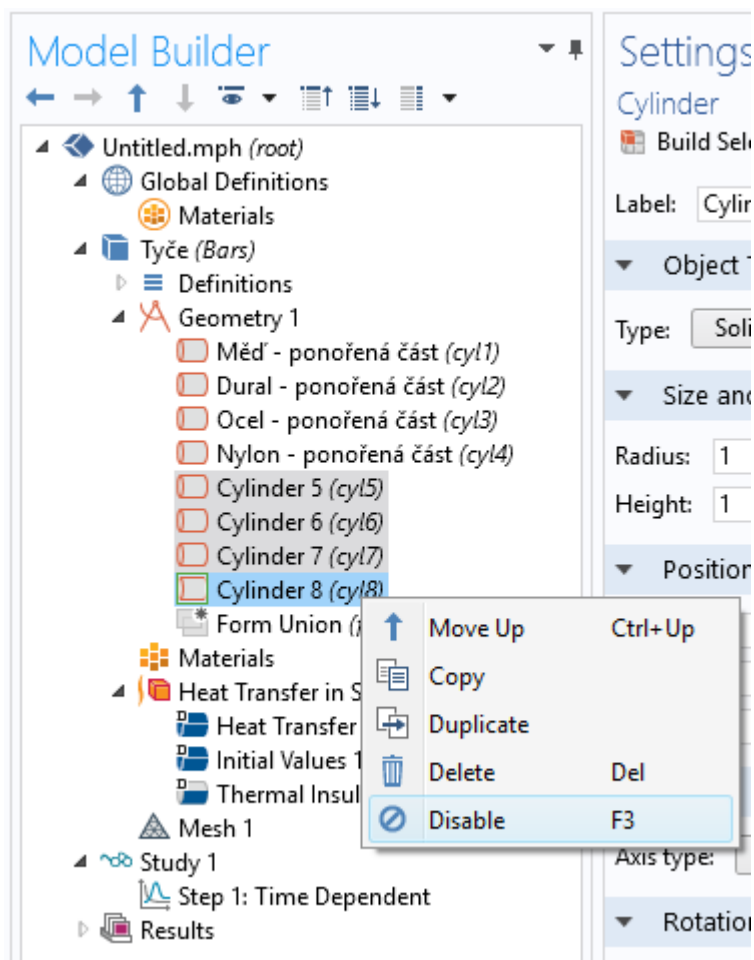 Model Builder
Untitled.mph (root)
Global Definitions
Materials
Tyče (Bars)
Definitions
Geometry 1
Měď - ponořená část (cyl1)
Dural - ponořená část (cyl2)
Ocel - ponořená část (cyl3)
Nylon - ponořená část (cyl4)
Cylinder 5 (cyl5)
Cylinder 6 (cyl6)
Cylinder 7 (cyl7)
Cylinder 8 (cyl8)
Form Union
Materials
Heat Transfer in S
Heat Transfer
Initial Values 1
Thermal Insul
Mesh 1
Study 1
Step 1: Time Dependent
Results
Move Up Ctrl+Up
Copy
Duplicate
Delete Del
Disable F3
Settings
Cylinder
Build Sele
Label: Cylin
Object T
Type: Soli
Size and
Radius: 1
Height: 1
Position
Axis type:
Rotation